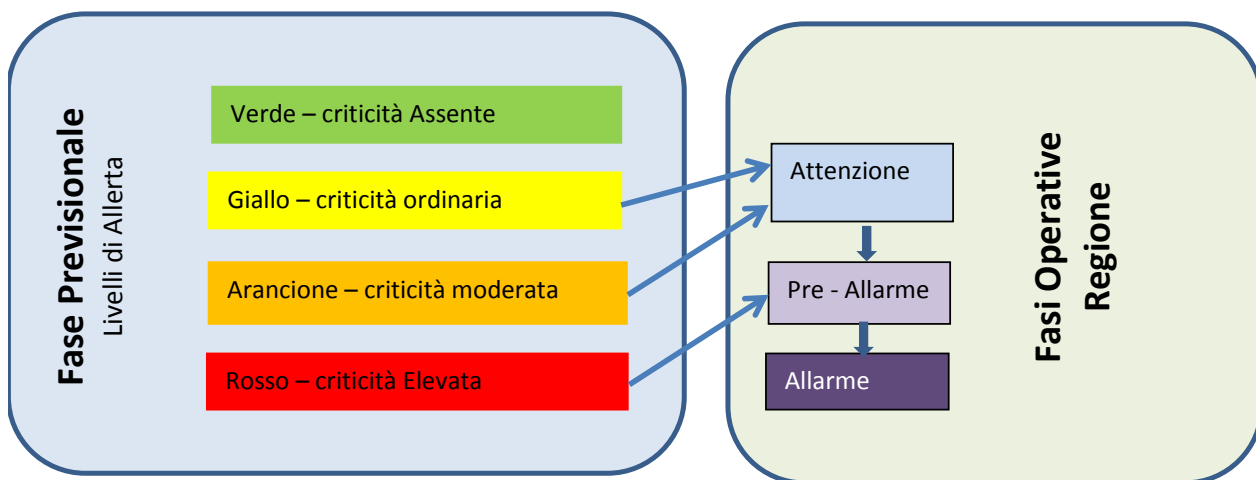 Fase Previsionale
Livelli di Allerta
Verde – criticità Assente
Giallo – criticità ordinaria
Arancione – criticità moderata
Rosso – criticità Elevata
Attenzione
Pre - Allarme
Allarme
Fasi Operative
Regione